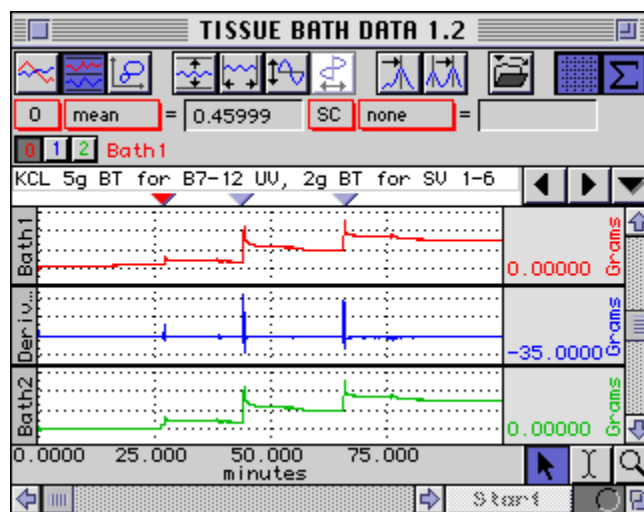 TISSUE BATH DATA 1.2
0 mean = 0.45999 SC none =
0 1 2 Bath1
KCL 5g BT for B7-12 UV, 2g BT for SV 1-6
Bath1 0.00000 Grams
Deriv… -35.0000 Grams
Bath2 0.00000 Grams
0.0000 25.000 50.000 75.000
minutes
Start